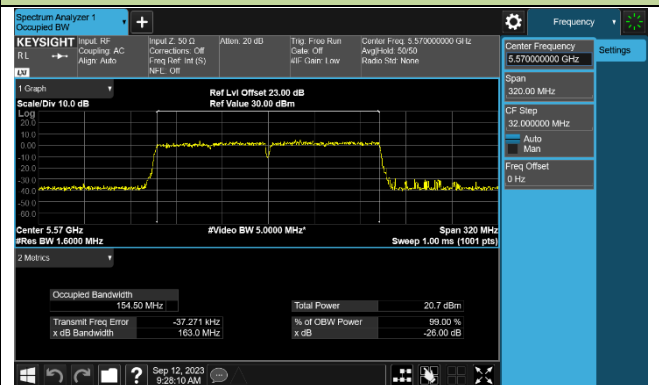 Spectrum Analyzer 1
Occupied BW
Frequency
KEYSIGHT
RL
LXI
Input: RF
Coupling: AC
Align: Auto
Input Z: 50 Ω
Corrections: Off
Freq Ref: Int (S)
NFE: Off
Atten: 20 dB
Trig: Free Run
Gate: Off
#IF Gain: Low
Center Freq: 5.570000000 GHz
Avg|Hold: 50/50
Radio Std: None
Center Frequency
5.570000000 GHz
Settings
Span
320.00 MHz
CF Step
32.000000 MHz
Auto
Man
Freq Offset
0 Hz
1 Graph
Scale/Div 10.0 dB
Ref Lvl Offset 23.00 dB
Ref Value 30.00 dBm
Log
20.0
10.0
0.00
-10.0
-20.0
-30.0
-40.0
-50.0
-60.0
Center 5.57 GHz
#Res BW 1.6000 MHz
#Video BW 5.0000 MHz*
Span 320 MHz
Sweep 1.00 ms (1001 pts)
2 Metrics
Occupied Bandwidth
154.50 MHz
Total Power 20.7 dBm
Transmit Freq Error -37.271 kHz
% of OBW Power 99.00 %
x dB Bandwidth 163.0 MHz
x dB -26.00 dB
Sep 12, 2023
9:28:10 AM